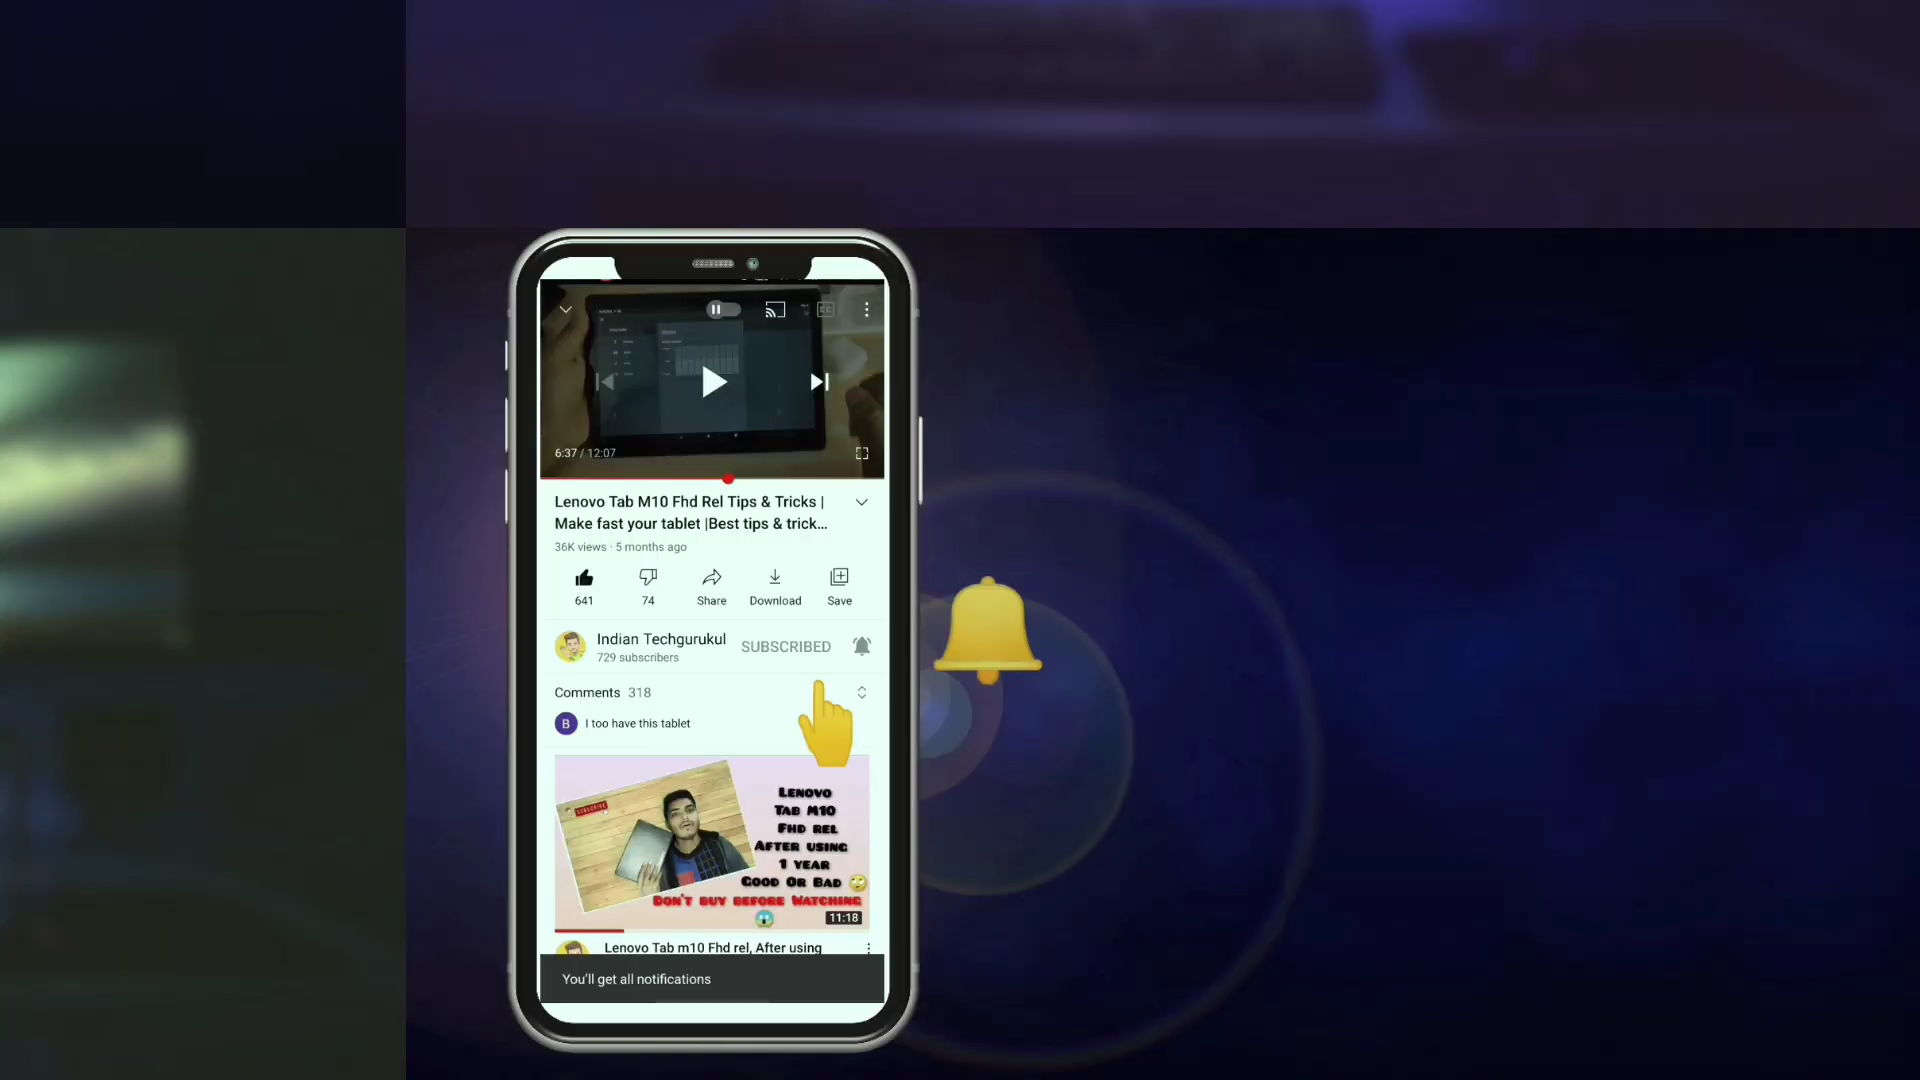 6:37 / 12:07
Lenovo Tab M10 Fhd Rel Tips & Tricks |
Make fast your tablet |Best tips & trick...
36K views · 5 months ago
641
74
Share
Download
Save
Indian Techgurukul
729 subscribers
SUBSCRIBED
Comments 318
B
I too have this tablet
SUBSCRIBE
Lenovo
Tab M10
Fhd rel
After using
1 year
Good Or Bad
Don't buy before Watching
11:18
Lenovo Tab m10 Fhd rel, After using
You'll get all notifications